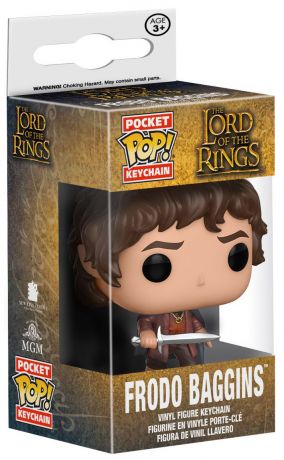 AGE
3+
WARNING: Choking Hazard. May contain small parts.
THE
LORD
OF THE
RINGS
POCKET
POP!
KEYCHAIN
THE
LORD
OF THE
RINGS
MGM
POCKET
POP!
KEYCHAIN
FRODO BAGGINS™
VINYL FIGURE KEYCHAIN
FIGURINE EN VINYLE PORTE-CLÉ
FIGURA DE VINIL LLAVERO